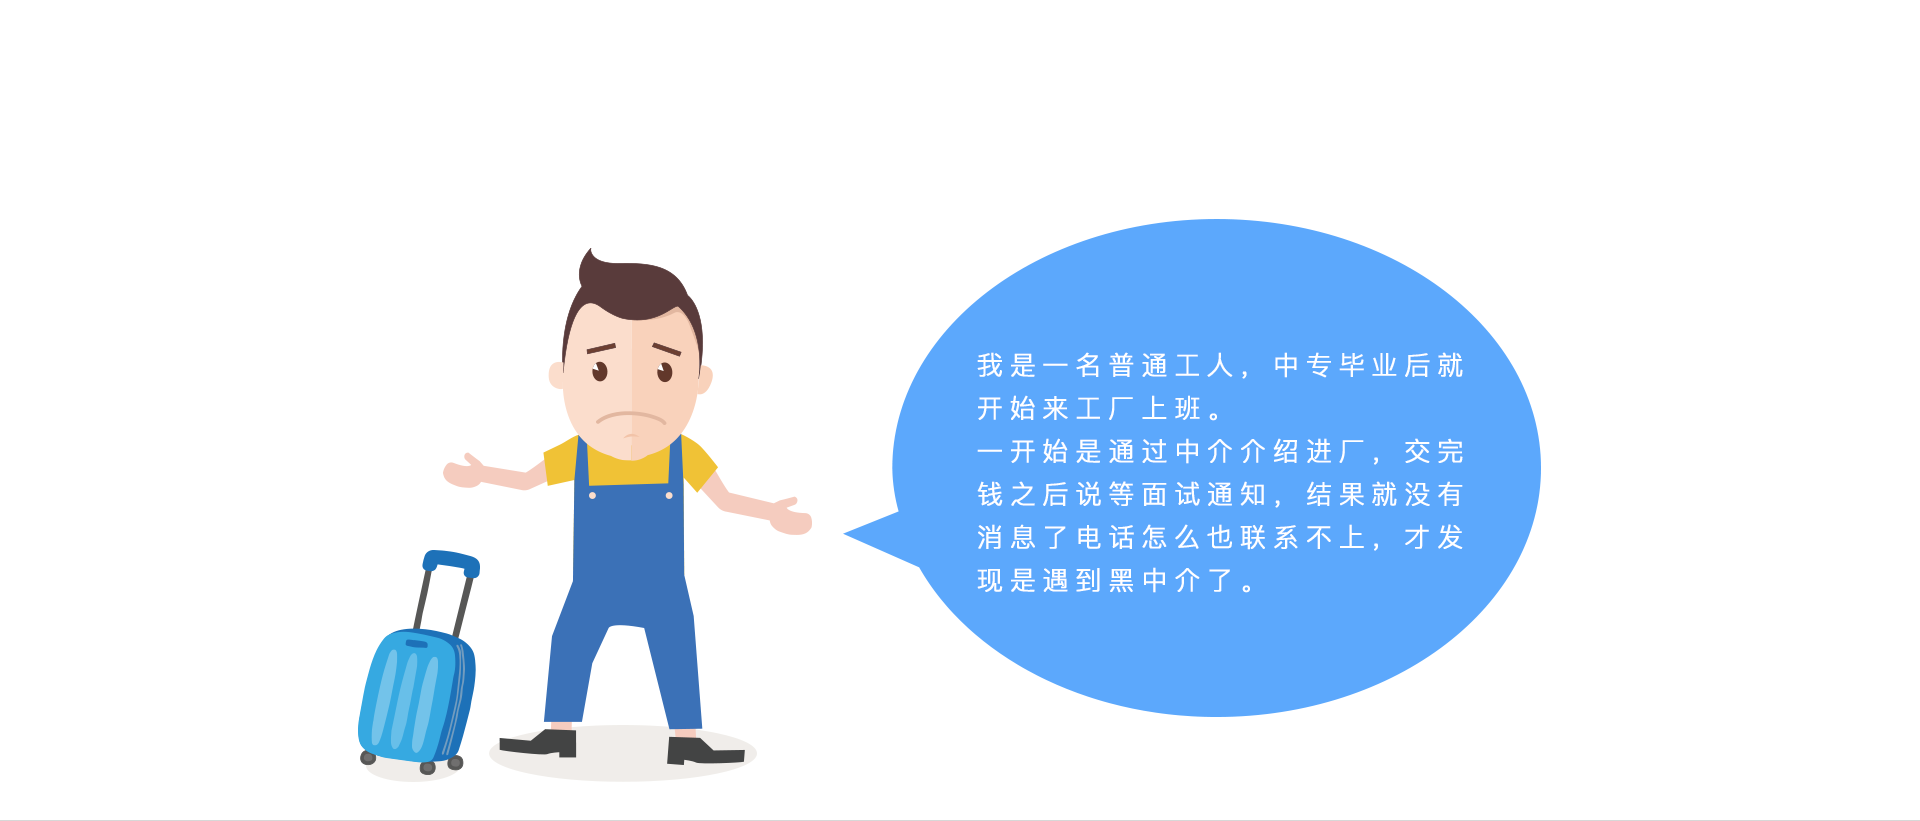 我是一名普通工人，中专毕业后就
开始来工厂上班。
一开始是通过中介介绍进厂，交完
钱之后说等面试通知，结果就没有
消息了电话怎么也联系不上，才发
现是遇到黑中介了。